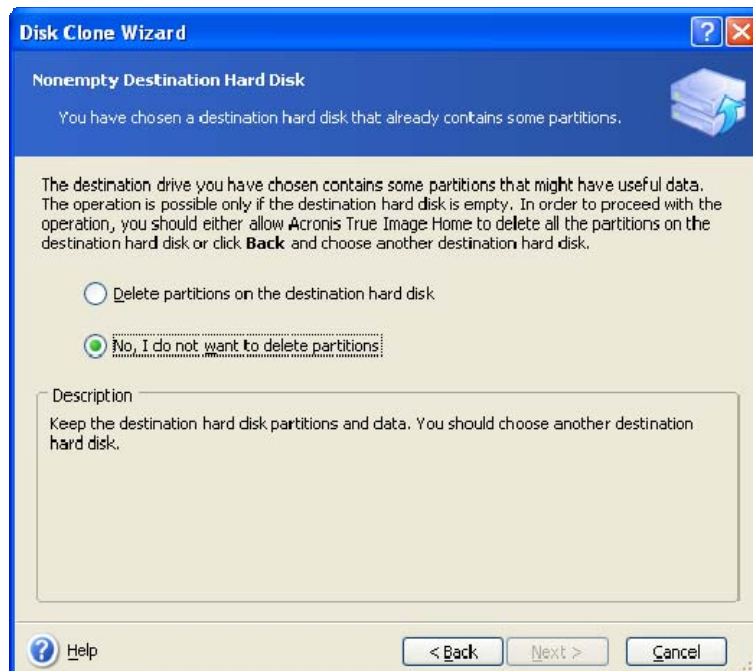 Disk Clone Wizard
Nonempty Destination Hard Disk
You have chosen a destination hard disk that already contains some partitions.
The destination drive you have chosen contains some partitions that might have useful data.
The operation is possible only if the destination hard disk is empty. In order to proceed with the
operation, you should either allow Acronis True Image Home to delete all the partitions on the
destination hard disk or click Back and choose another destination hard disk.
Delete partitions on the destination hard disk
No, I do not want to delete partitions
Description
Keep the destination hard disk partitions and data. You should choose another destination
hard disk.
Help
< Back
Next >
Cancel